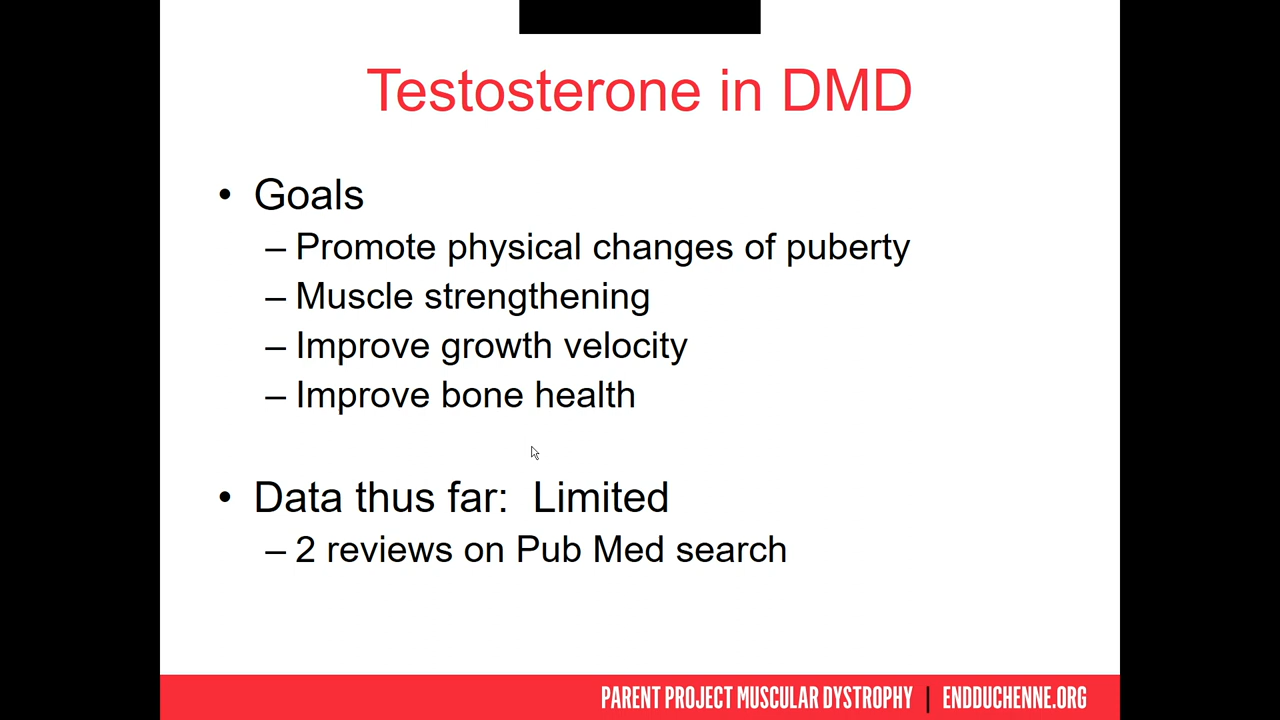 Testosterone in DMD
• Goals
– Promote physical changes of puberty
– Muscle strengthening
– Improve growth velocity
– Improve bone health
• Data thus far:  Limited
– 2 reviews on Pub Med search
PARENT PROJECT MUSCULAR DYSTROPHY | ENDDUCHENNE.ORG